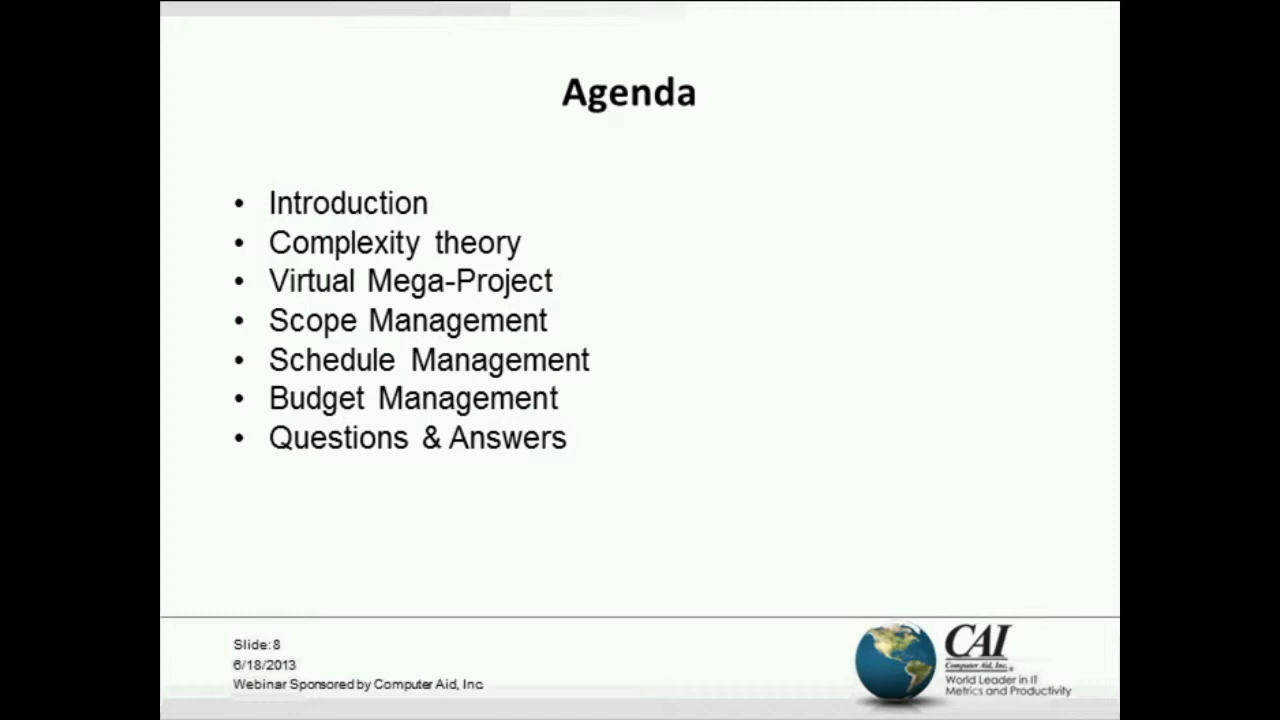 Agenda
• Introduction
• Complexity theory
• Virtual Mega-Project
• Scope Management
• Schedule Management
• Budget Management
• Questions & Answers
Slide: 8
6/18/2013
Webinar Sponsored by Computer Aid, Inc.
CAI
Computer Aid, Inc.®
World Leader in IT
Metrics and Productivity